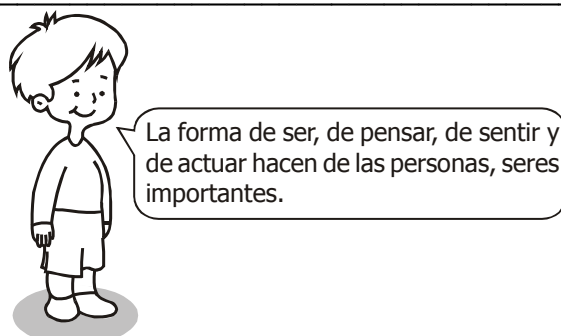 La forma de ser, de pensar, de sentir y
de actuar hacen de las personas, seres
importantes.